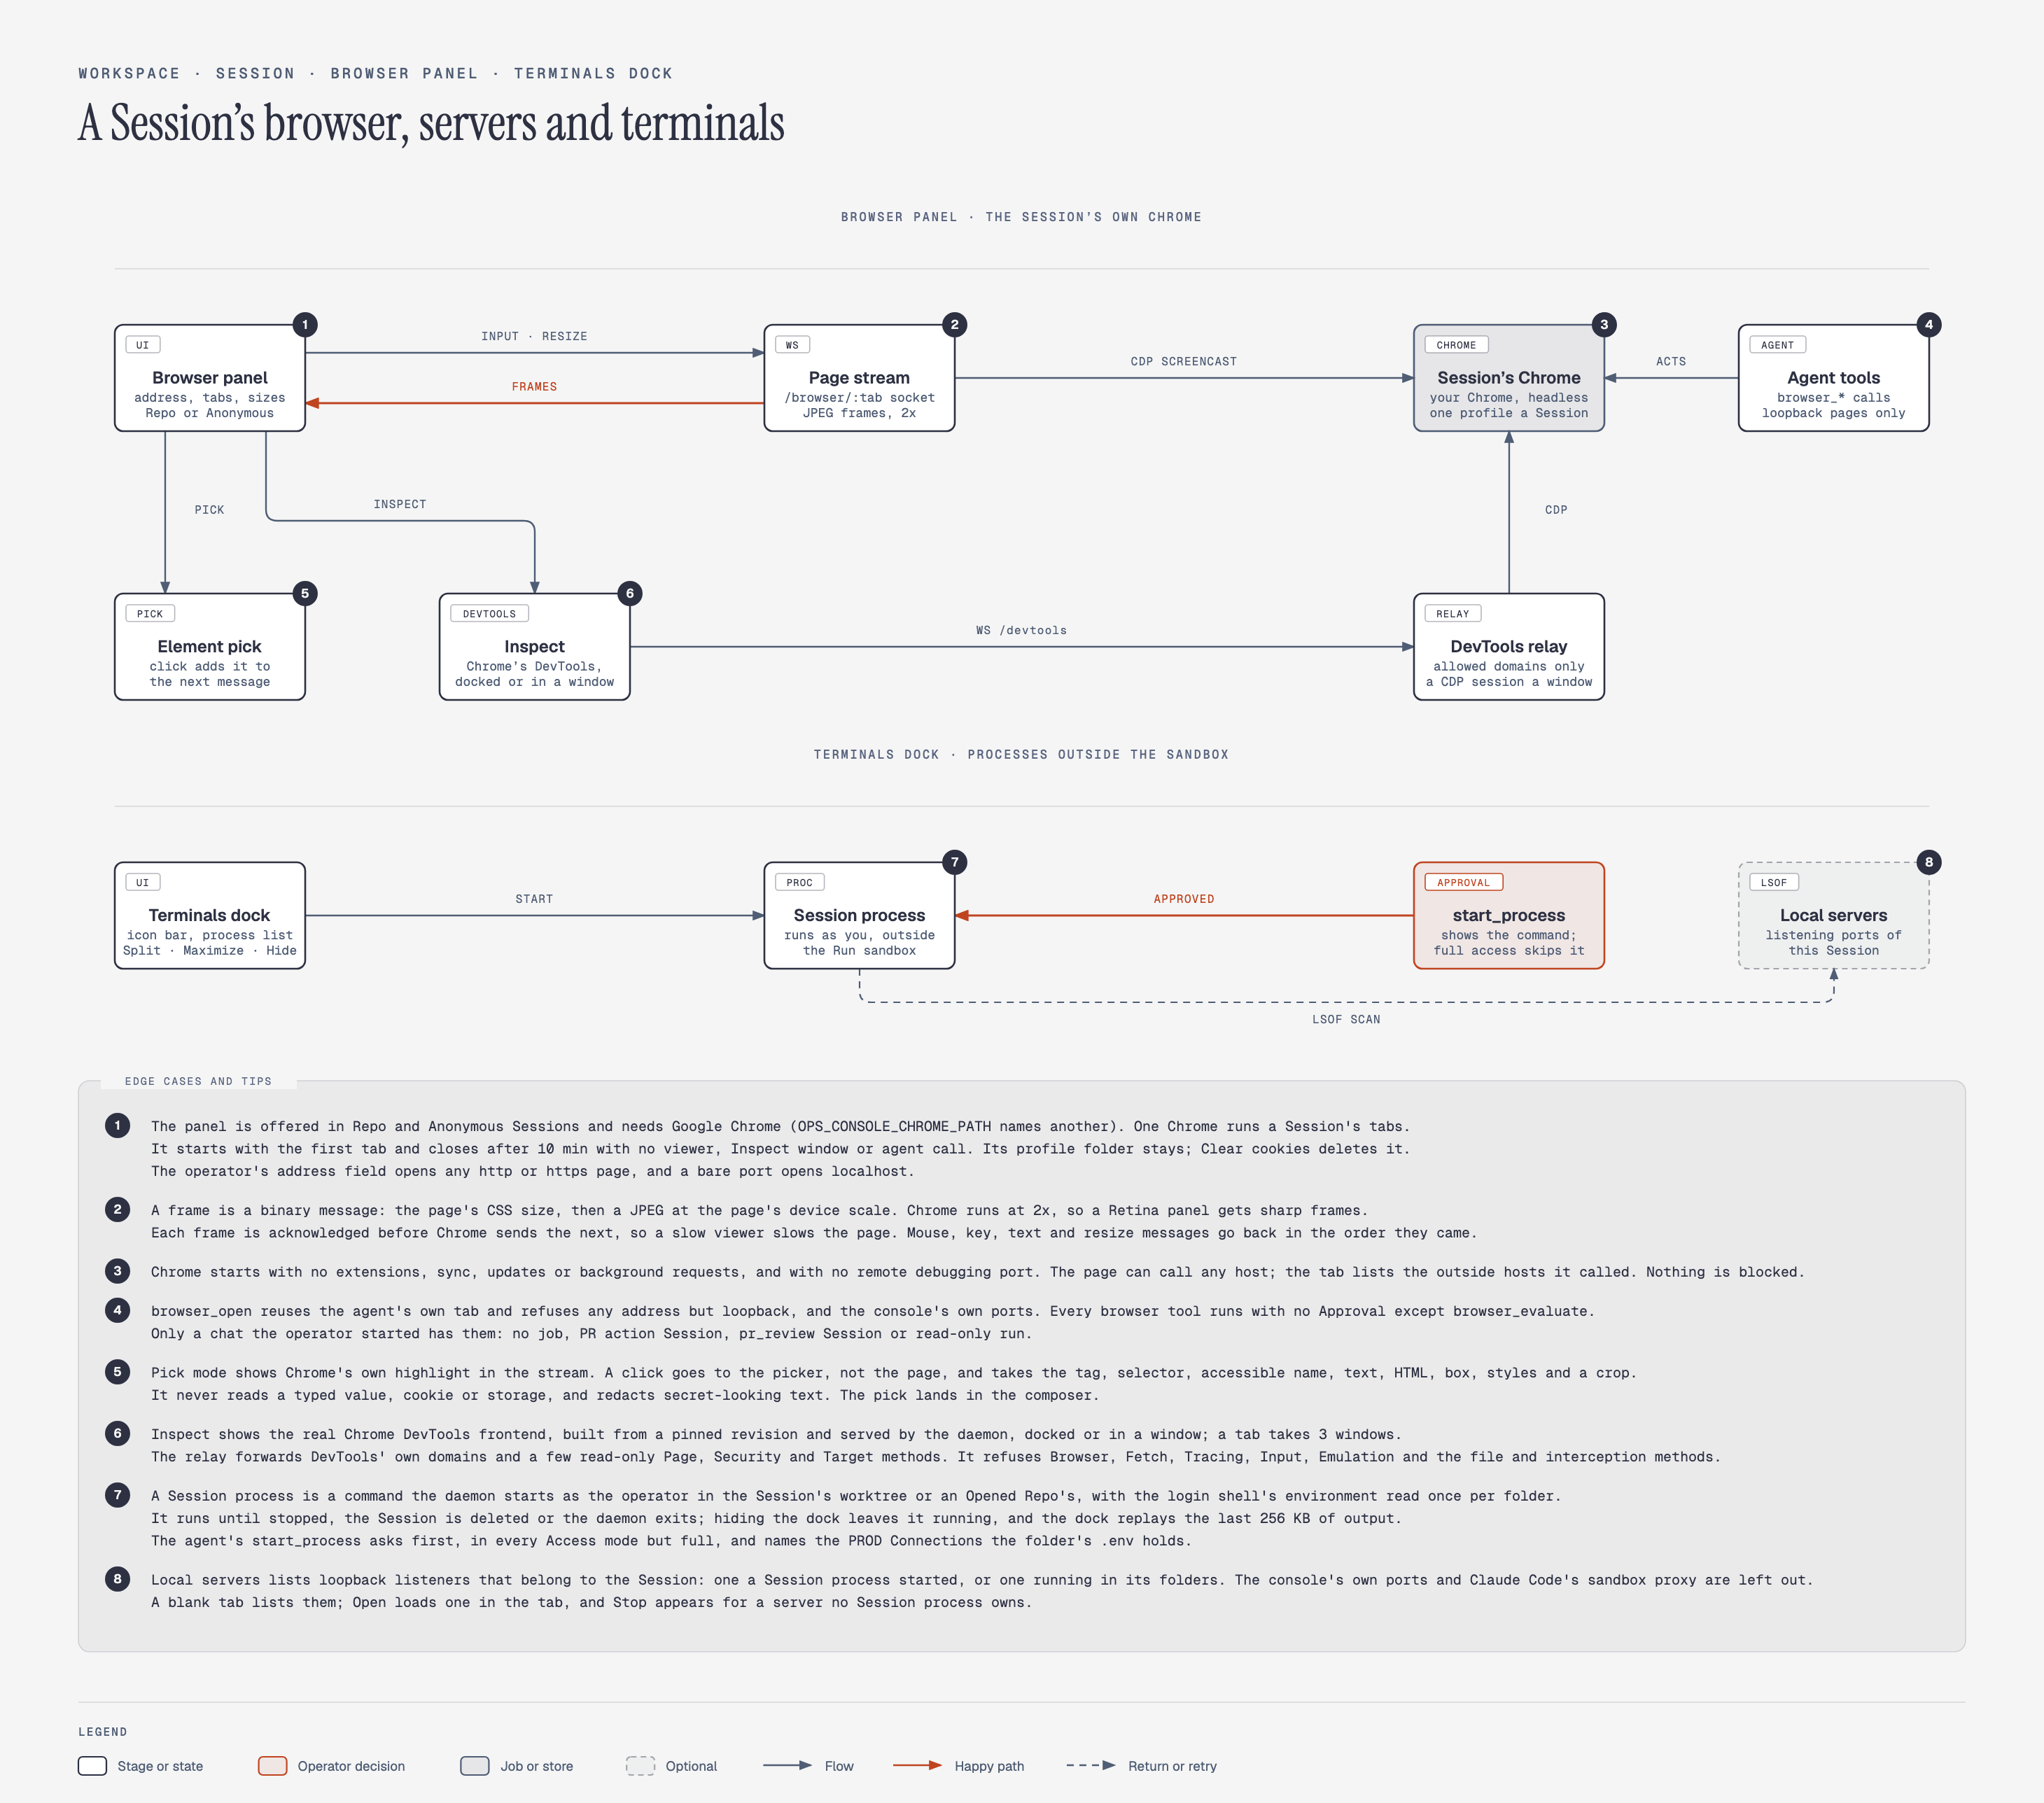 WORKSPACE · SESSION · BROWSER PANEL · TERMINALS DOCK
A Session’s browser, servers and terminals
BROWSER PANEL · THE SESSION’S OWN CHROME
1
UI
Browser panel
address, tabs, sizes
Repo or Anonymous
INPUT · RESIZE
FRAMES
2
WS
Page stream
/browser/:tab socket
JPEG frames, 2x
CDP SCREENCAST
3
CHROME
Session’s Chrome
your Chrome, headless
one profile a Session
ACTS
4
AGENT
Agent tools
browser_* calls
loopback pages only
PICK
INSPECT
CDP
5
PICK
Element pick
click adds it to
the next message
6
DEVTOOLS
Inspect
Chrome’s DevTools,
docked or in a window
WS /devtools
RELAY
DevTools relay
allowed domains only
a CDP session a window
TERMINALS DOCK · PROCESSES OUTSIDE THE SANDBOX
UI
Terminals dock
icon bar, process list
Split · Maximize · Hide
START
7
PROC
Session process
runs as you, outside
the Run sandbox
APPROVED
APPROVAL
start_process
shows the command;
full access skips it
8
LSOF
Local servers
listening ports of
this Session
LSOF SCAN
EDGE CASES AND TIPS
1 The panel is offered in Repo and Anonymous Sessions and needs Google Chrome (OPS_CONSOLE_CHROME_PATH names another). One Chrome runs a Session's tabs.
It starts with the first tab and closes after 10 min with no viewer, Inspect window or agent call. Its profile folder stays; Clear cookies deletes it.
The operator's address field opens any http or https page, and a bare port opens localhost.
2 A frame is a binary message: the page's CSS size, then a JPEG at the page's device scale. Chrome runs at 2x, so a Retina panel gets sharp frames.
Each frame is acknowledged before Chrome sends the next, so a slow viewer slows the page. Mouse, key, text and resize messages go back in the order they came.
3 Chrome starts with no extensions, sync, updates or background requests, and with no remote debugging port. The page can call any host; the tab lists the outside hosts it called. Nothing is blocked.
4 browser_open reuses the agent's own tab and refuses any address but loopback, and the console's own ports. Every browser tool runs with no Approval except browser_evaluate.
Only a chat the operator started has them: no job, PR action Session, pr_review Session or read-only run.
5 Pick mode shows Chrome's own highlight in the stream. A click goes to the picker, not the page, and takes the tag, selector, accessible name, text, HTML, box, styles and a crop.
It never reads a typed value, cookie or storage, and redacts secret-looking text. The pick lands in the composer.
6 Inspect shows the real Chrome DevTools frontend, built from a pinned revision and served by the daemon, docked or in a window; a tab takes 3 windows.
The relay forwards DevTools' own domains and a few read-only Page, Security and Target methods. It refuses Browser, Fetch, Tracing, Input, Emulation and the file and interception methods.
7 A Session process is a command the daemon starts as the operator in the Session's worktree or an Opened Repo's, with the login shell's environment read once per folder.
It runs until stopped, the Session is deleted or the daemon exits; hiding the dock leaves it running, and the dock replays the last 256 KB of output.
The agent's start_process asks first, in every Access mode but full, and names the PROD Connections the folder's .env holds.
8 Local servers lists loopback listeners that belong to the Session: one a Session process started, or one running in its folders. The console's own ports and Claude Code's sandbox proxy are left out.
A blank tab lists them; Open loads one in the tab, and Stop appears for a server no Session process owns.
LEGEND
Stage or state
Operator decision
Job or store
Optional
Flow
Happy path
Return or retry